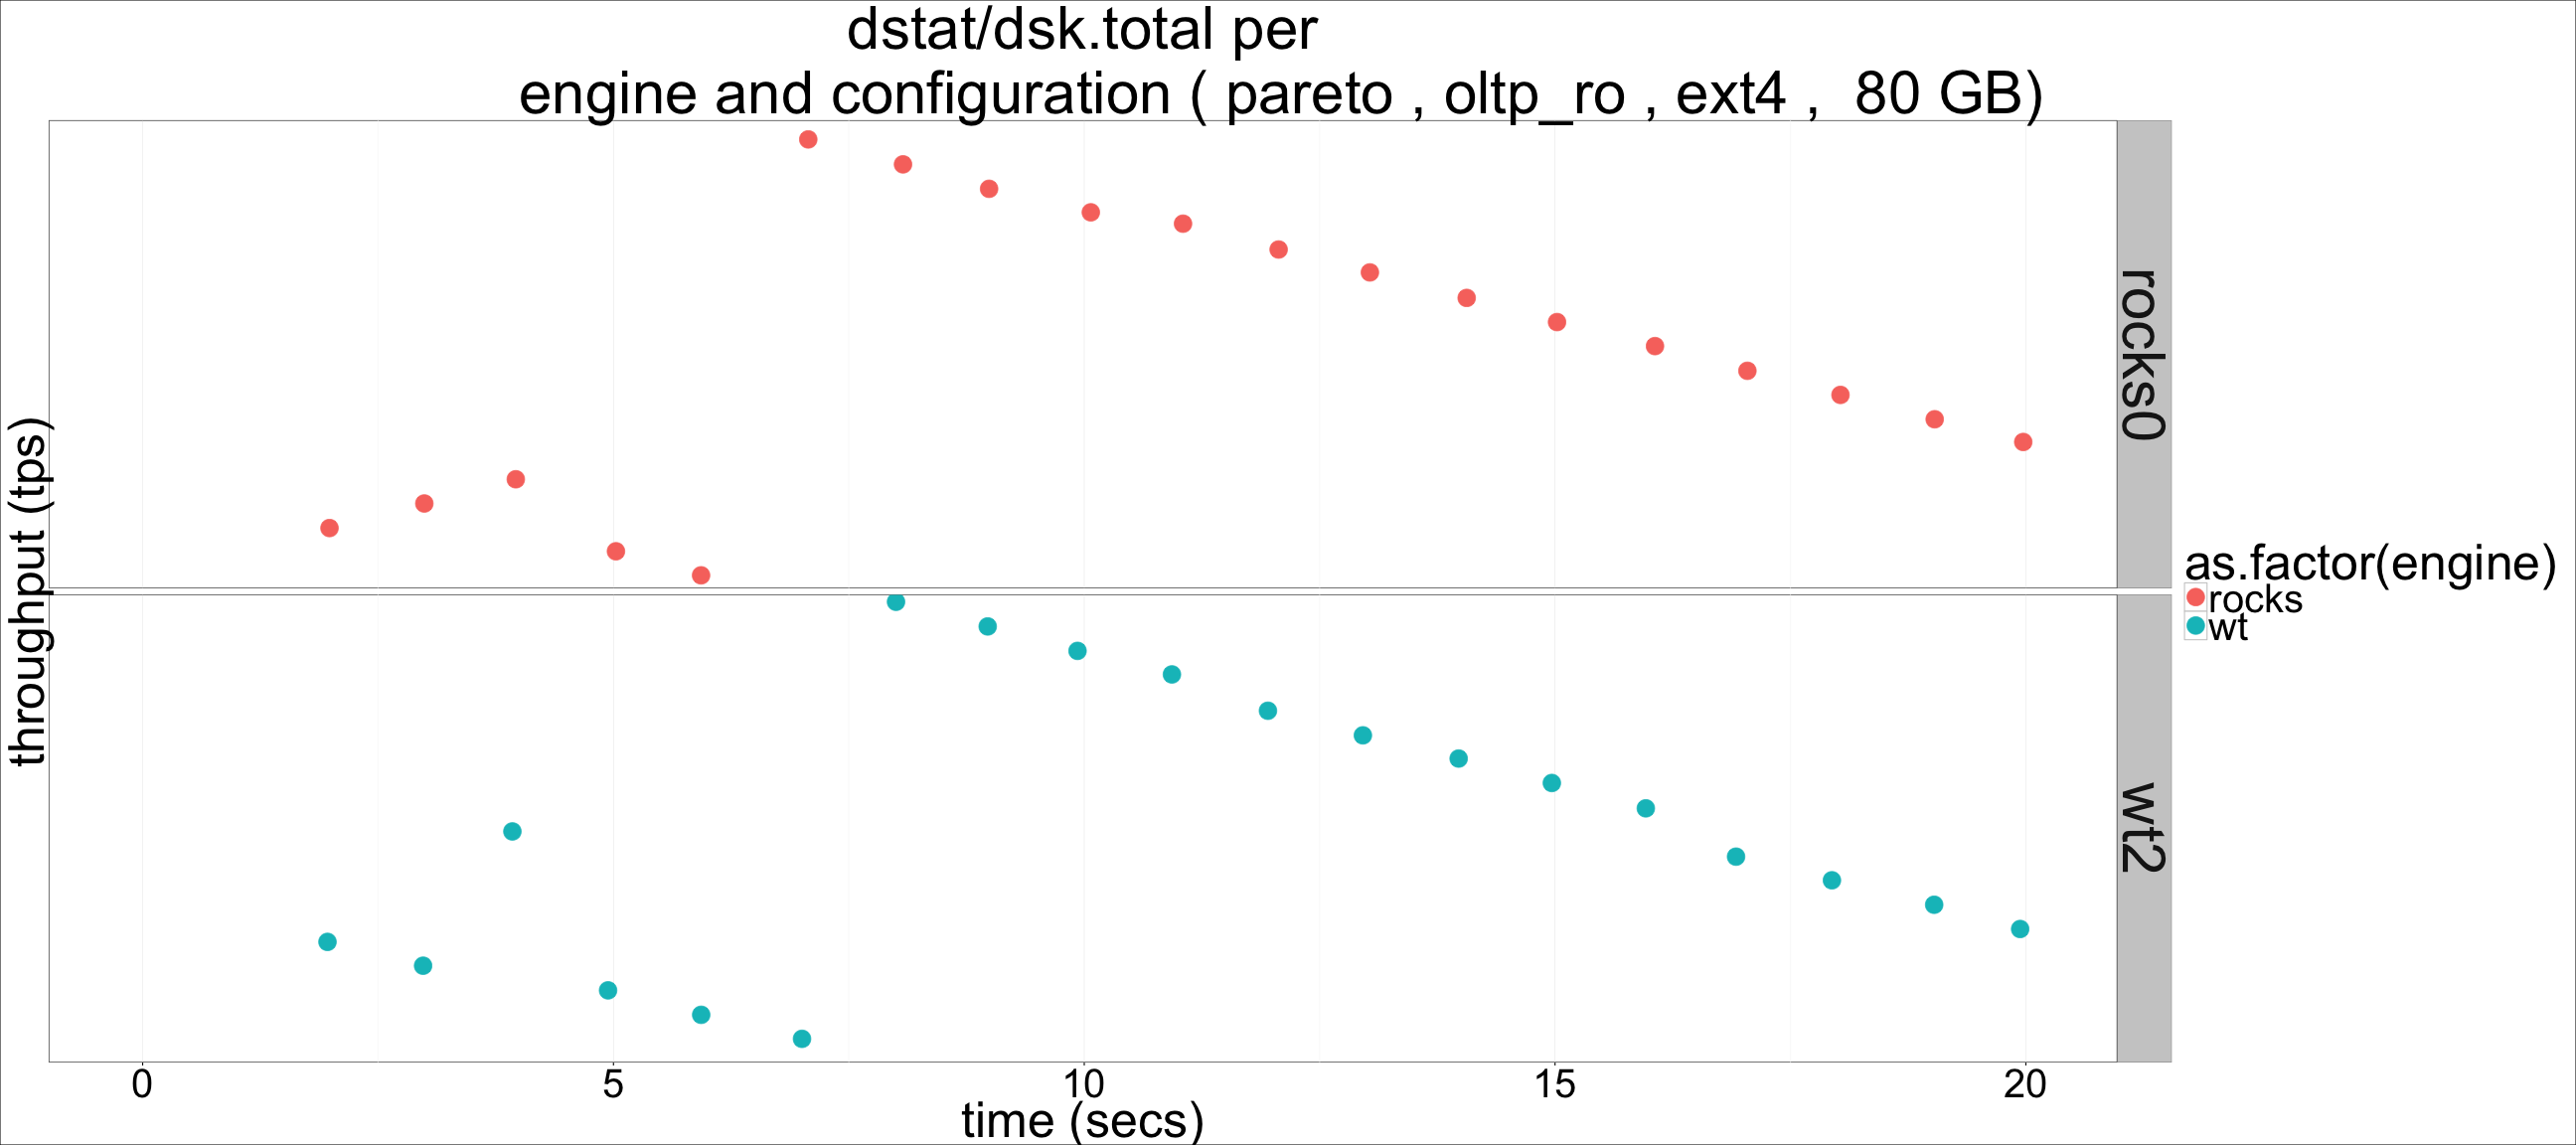 dstat/dsk.total per
engine and configuration ( pareto , oltp_ro , ext4 ,  80 GB)
throughput (tps)
rocks0
wt2
as.factor(engine)
rocks
wt
0 5 10 15 20
time (secs)